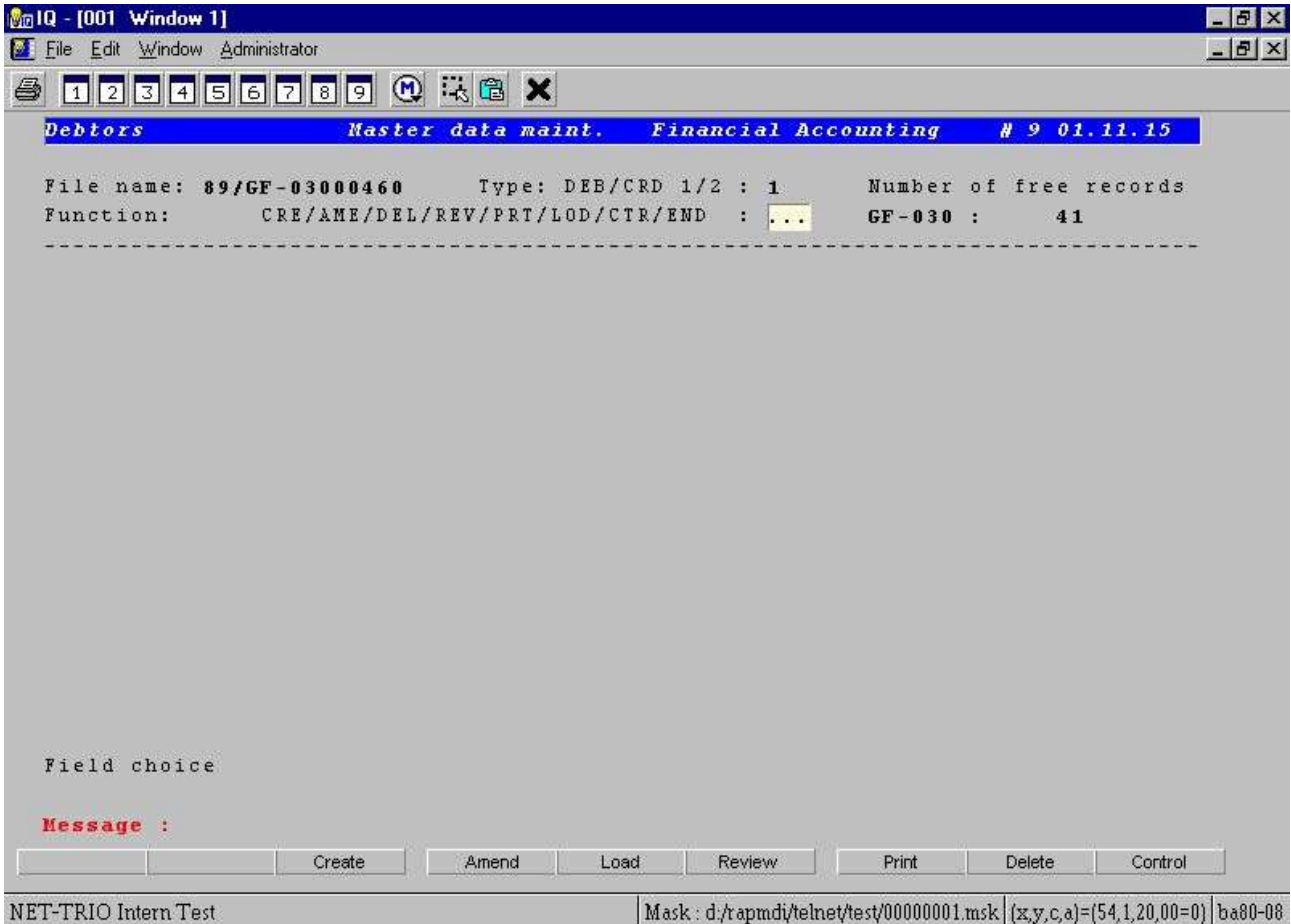 IQ - [001 Window 1]
File Edit Window Administrator
1 2 3 4 5 6 7 8 9 M
Debtors Master data maint. Financial Accounting # 9 01.11.15
File name: 89/GF-03000460 Type: DEB/CRD 1/2 : 1 Number of free records
Function: CRE/AME/DEL/REV/PRT/LOD/CTR/END : ... GF-030 : 41
Field choice
Message :
Create Amend Load Review Print Delete Control
NET-TRIO Intern Test Mask : d:/rapmdi/telnet/test/00000001.msk (x,y,c,a)=(54,1,20,00=0) ba80-08